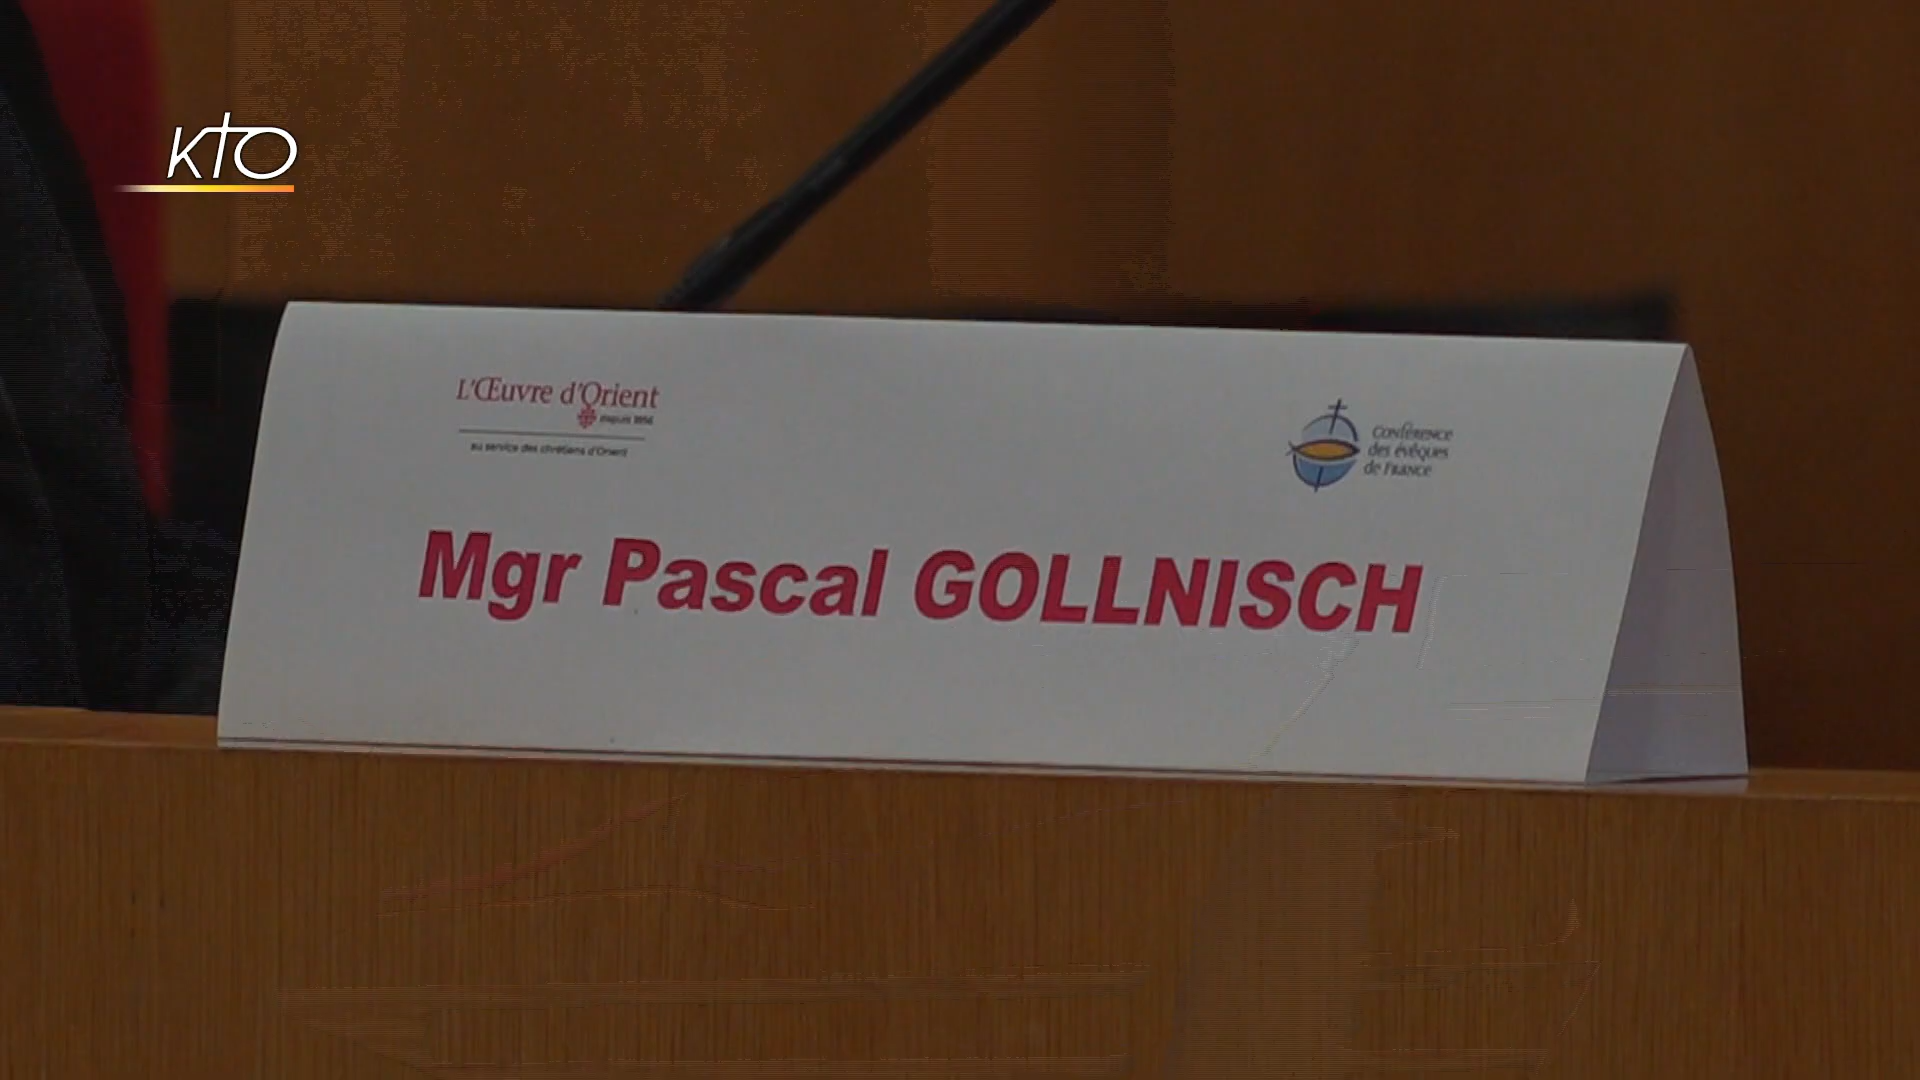 KTO
L'Œuvre d'Orient
depuis 1856
au service des chrétiens d'Orient
Conférence
des évêques
de France
Mgr Pascal GOLLNISCH